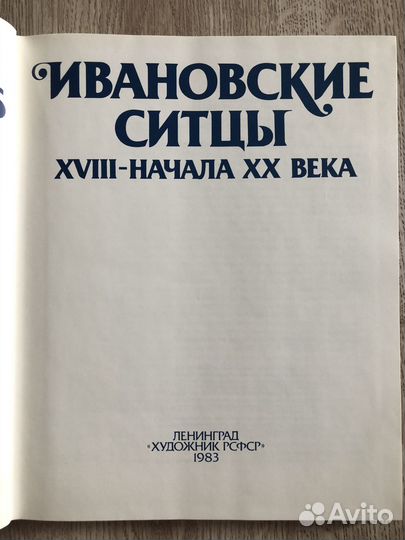 ИВАНОВСКИЕ
СИТЦЫ
XVIII-НАЧАЛА XX ВЕКА
ЛЕНИНГРАД
«ХУДОЖНИК РСФСР»
1983
Avito